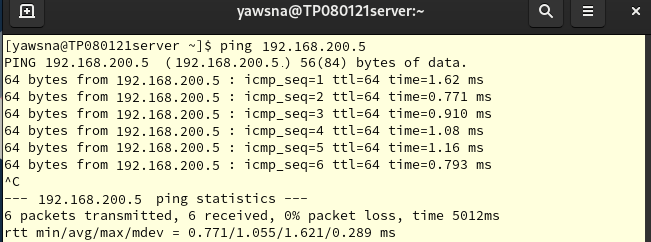 yawsna@TP080121server:~
[yawsna@TP080121server ~]$ ping 192.168.200.5
PING 192.168.200.5 (192.168.200.5.) 56(84) bytes of data.
64 bytes from 192.168.200.5 : icmp_seq=1 ttl=64 time=1.62 ms
64 bytes from 192.168.200.5 : icmp_seq=2 ttl=64 time=0.771 ms
64 bytes from 192.168.200.5 : icmp_seq=3 ttl=64 time=0.910 ms
64 bytes from 192.168.200.5 : icmp_seq=4 ttl=64 time=1.08 ms
64 bytes from 192.168.200.5 : icmp_seq=5 ttl=64 time=1.16 ms
64 bytes from 192.168.200.5 : icmp_seq=6 ttl=64 time=0.793 ms
^C
--- 192.168.200.5 ping statistics ---
6 packets transmitted, 6 received, 0% packet loss, time 5012ms
rtt min/avg/max/mdev = 0.771/1.055/1.621/0.289 ms